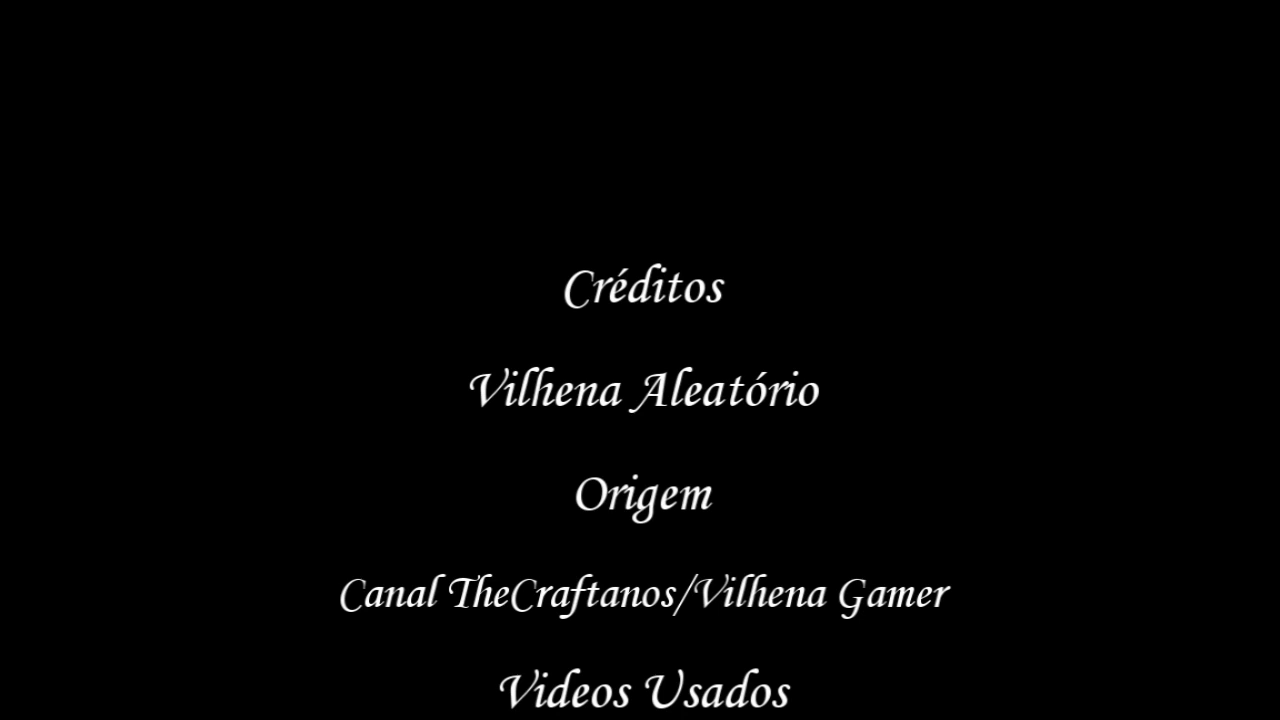 Créditos
Vilhena Aleatório
Origem
Canal TheCraftanos/Vilhena Gamer
Videos Usados